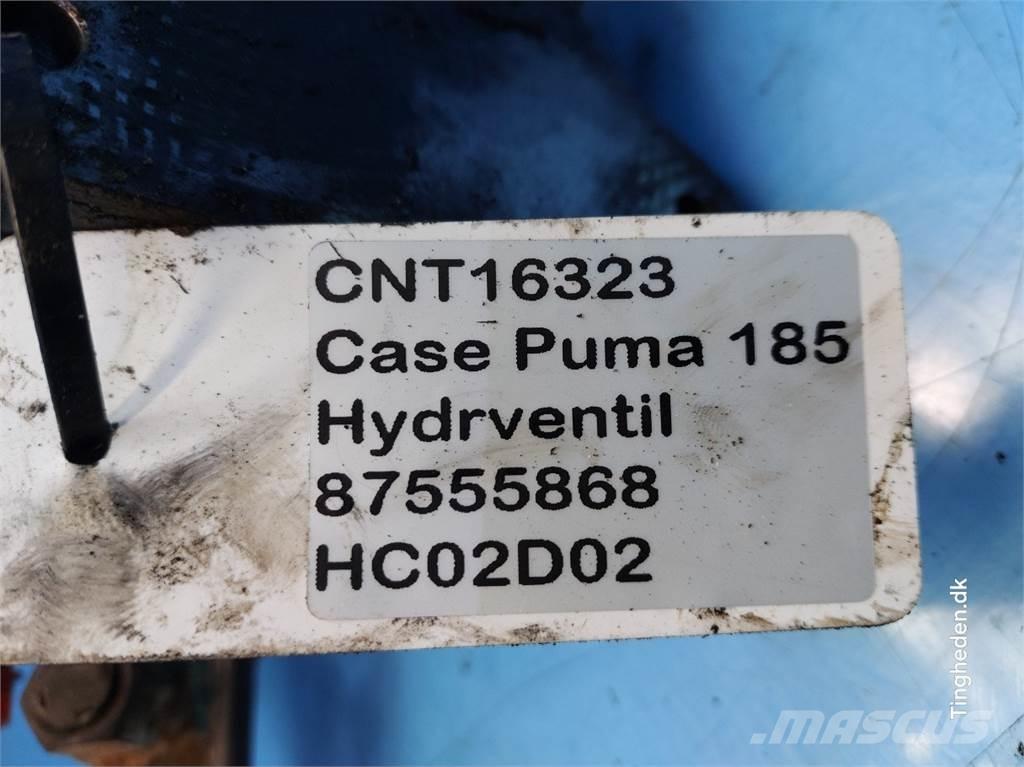 CNT16323
Case Puma 185
Hydrventil
87555868
HC02D02
Tingheden.dk
MASCUS